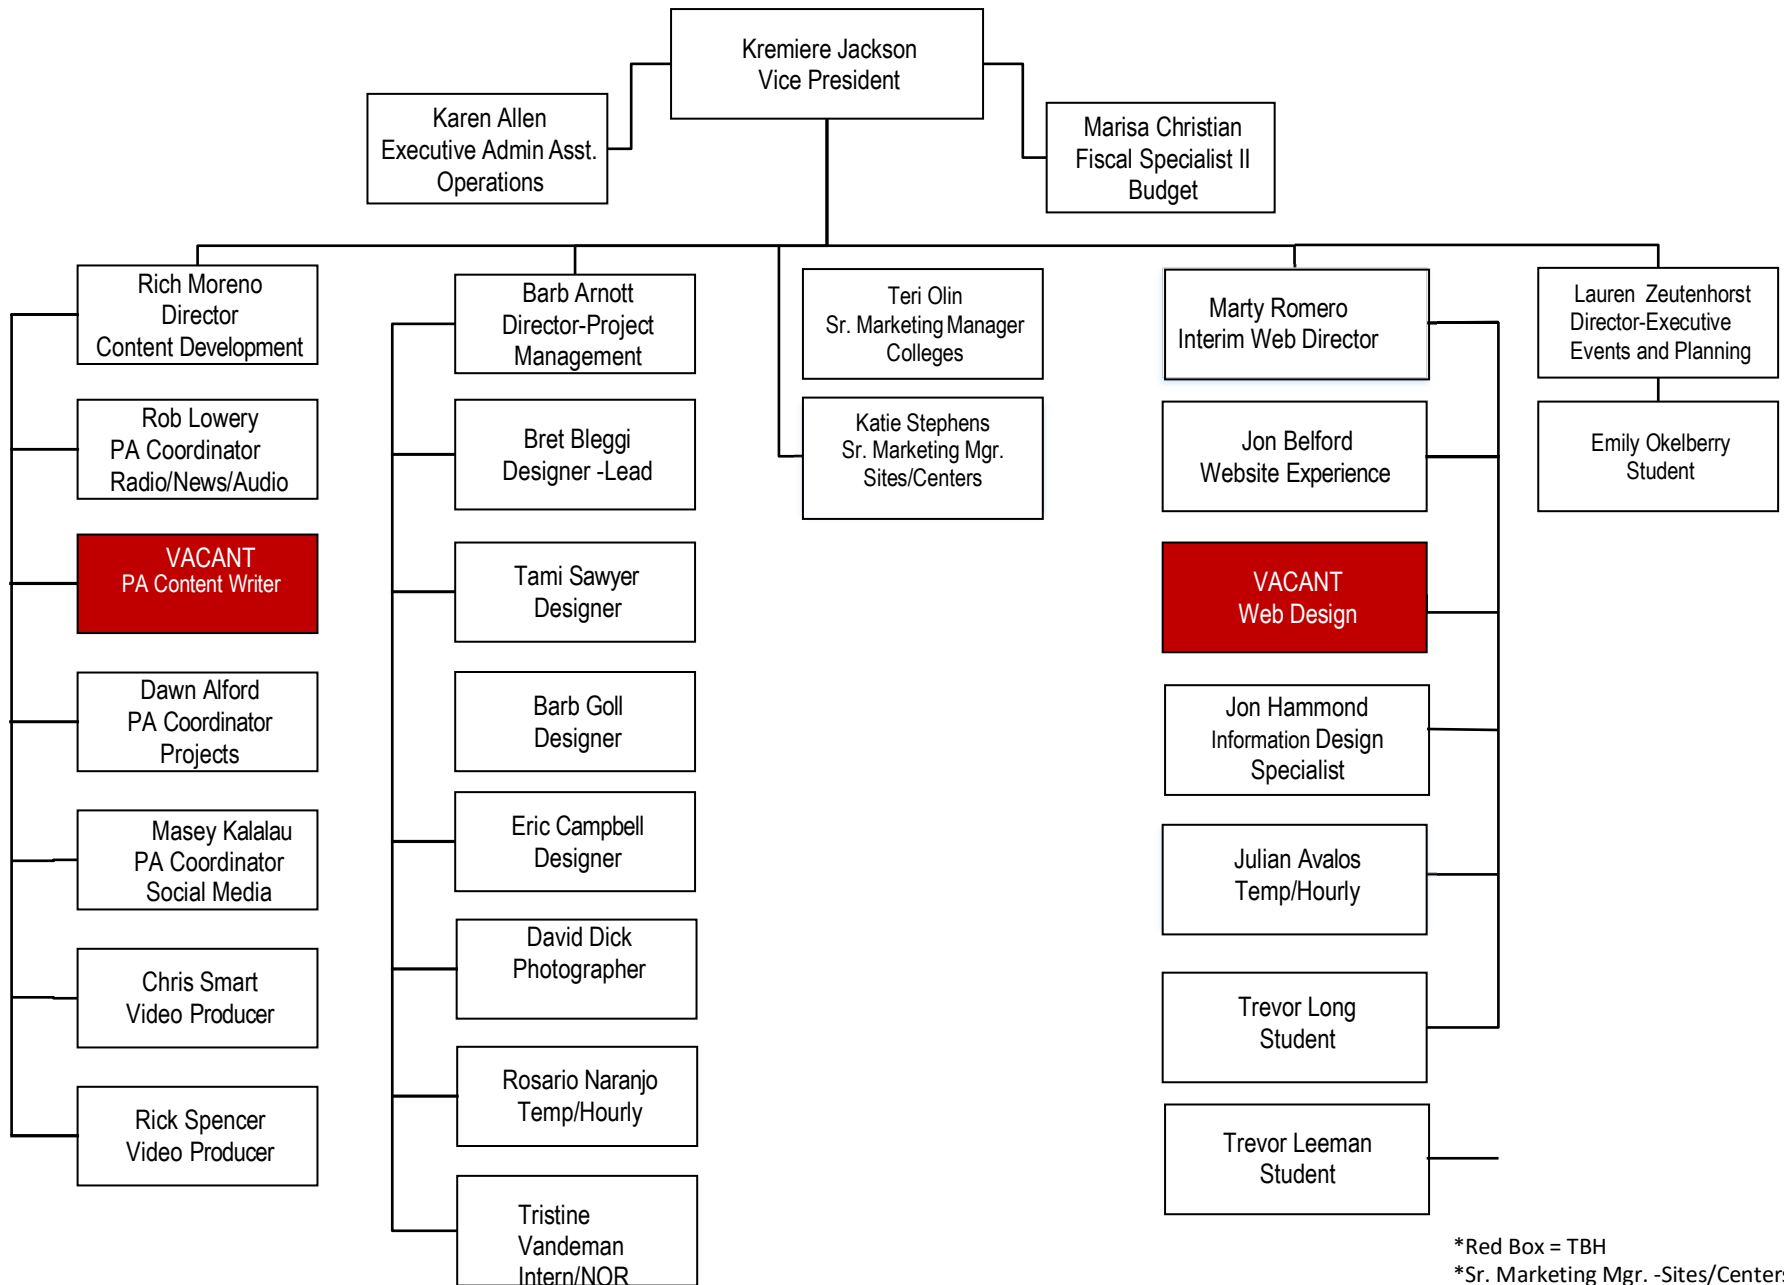 Kremiere Jackson
Vice President
Karen Allen
Executive Admin Asst.
Operations
Marisa Christian
Fiscal Specialist II
Budget
Rich Moreno
Director
Content Development
Rob Lowery
PA Coordinator
Radio/News/Audio
VACANT
PA Content Writer
Dawn Alford
PA Coordinator
Projects
Masey Kalalau
PA Coordinator
Social Media
Chris Smart
Video Producer
Rick Spencer
Video Producer
Barb Arnott
Director-Project
Management
Bret Bleggi
Designer -Lead
Tami Sawyer
Designer
Barb Goll
Designer
Eric Campbell
Designer
David Dick
Photographer
Rosario Naranjo
Temp/Hourly
Tristine
Vandeman
Intern/NOR
Teri Olin
Sr. Marketing Manager
Colleges
Katie Stephens
Sr. Marketing Mgr.
Sites/Centers
Marty Romero
Interim Web Director
Jon Belford
Website Experience
VACANT
Web Design
Jon Hammond
Information Design
Specialist
Julian Avalos
Temp/Hourly
Trevor Long
Student
Trevor Leeman
Student
Lauren Zeutenhorst
Director-Executive
Events and Planning
Emily Okelberry
Student
*Red Box = TBH
*Sr. Marketing Mgr. -Sites/Centers